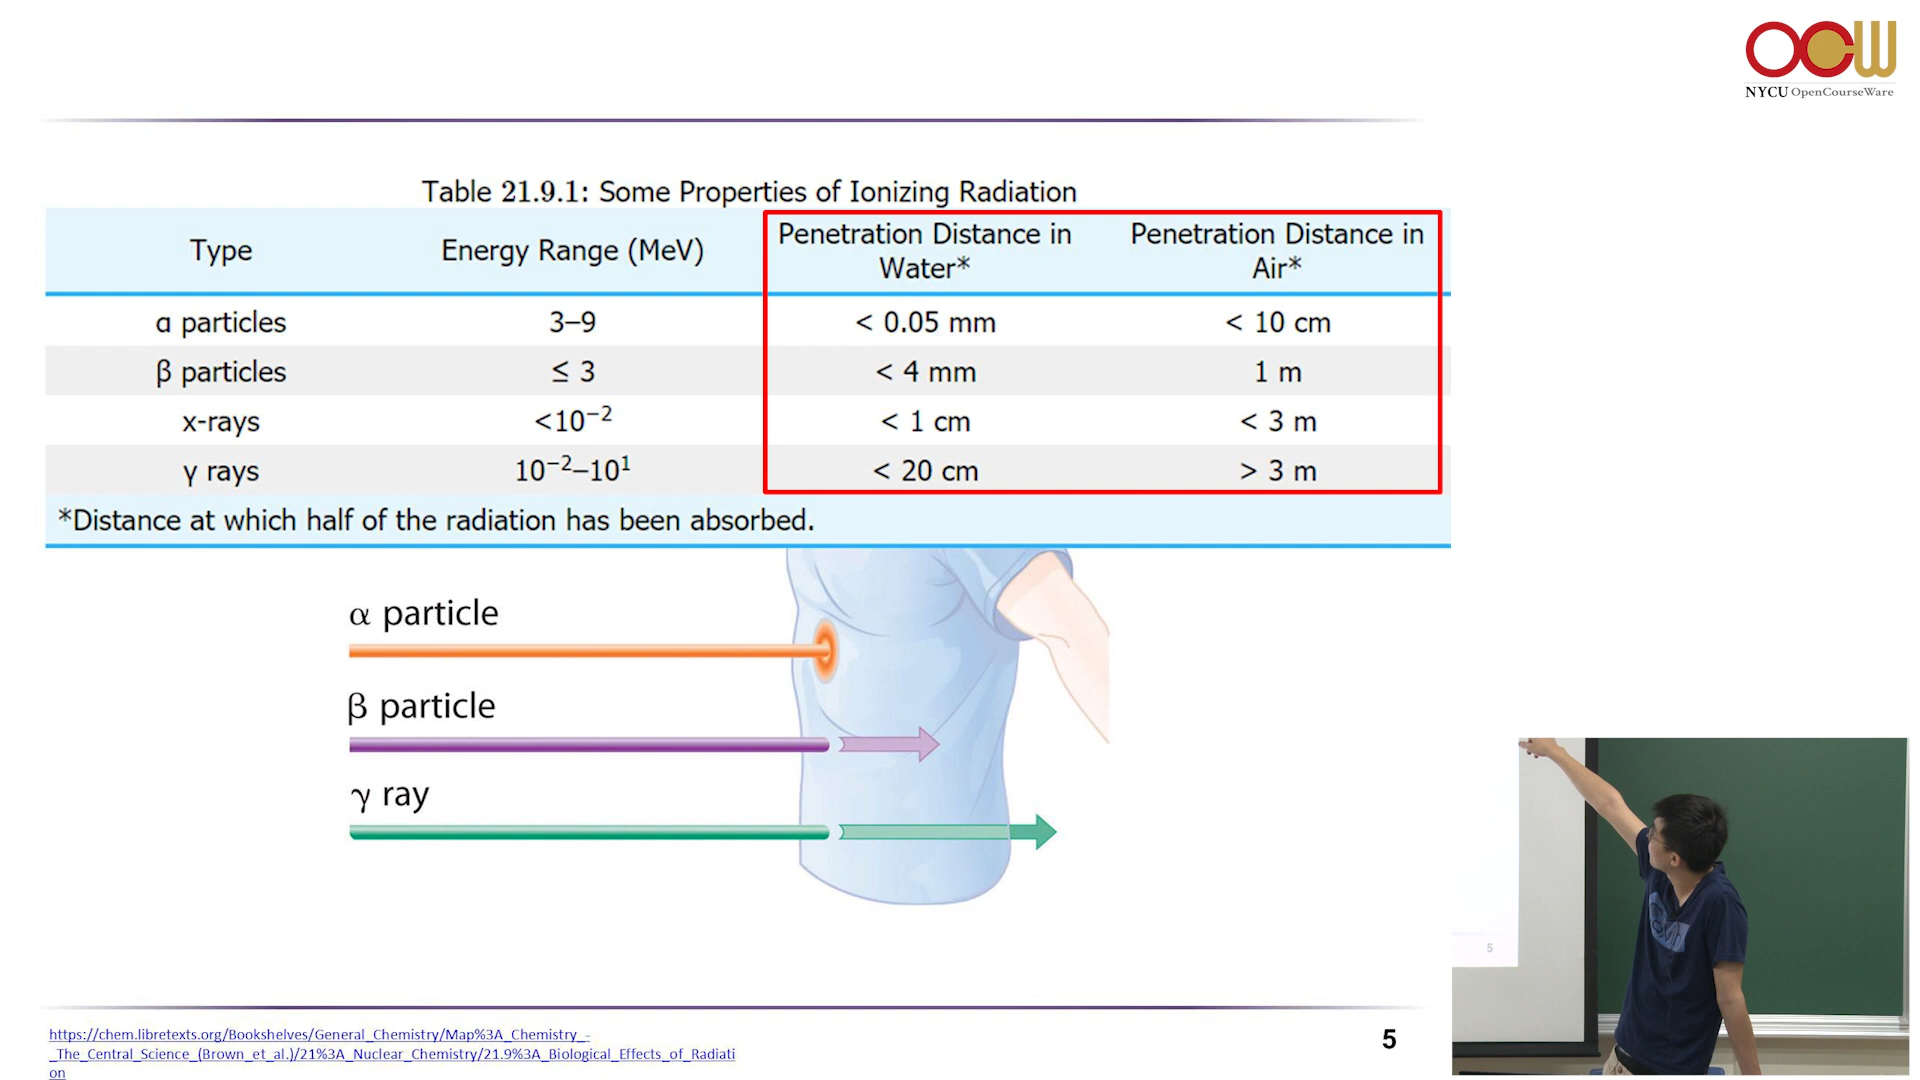 OCW
NYCU OpenCourseWare
Table 21.9.1: Some Properties of Ionizing Radiation
Type Energy Range (MeV) Penetration Distance in Water* Penetration Distance in Air*
α particles 3–9 < 0.05 mm < 10 cm
β particles ≤ 3 < 4 mm 1 m
x-rays <10⁻² < 1 cm < 3 m
γ rays 10⁻²–10¹ < 20 cm > 3 m
*Distance at which half of the radiation has been absorbed.
α particle
β particle
γ ray
https://chem.libretexts.org/Bookshelves/General_Chemistry/Map%3A_Chemistry_-
_The_Central_Science_(Brown_et_al.)/21%3A_Nuclear_Chemistry/21.9%3A_Biological_Effects_of_Radiati
on
5
5